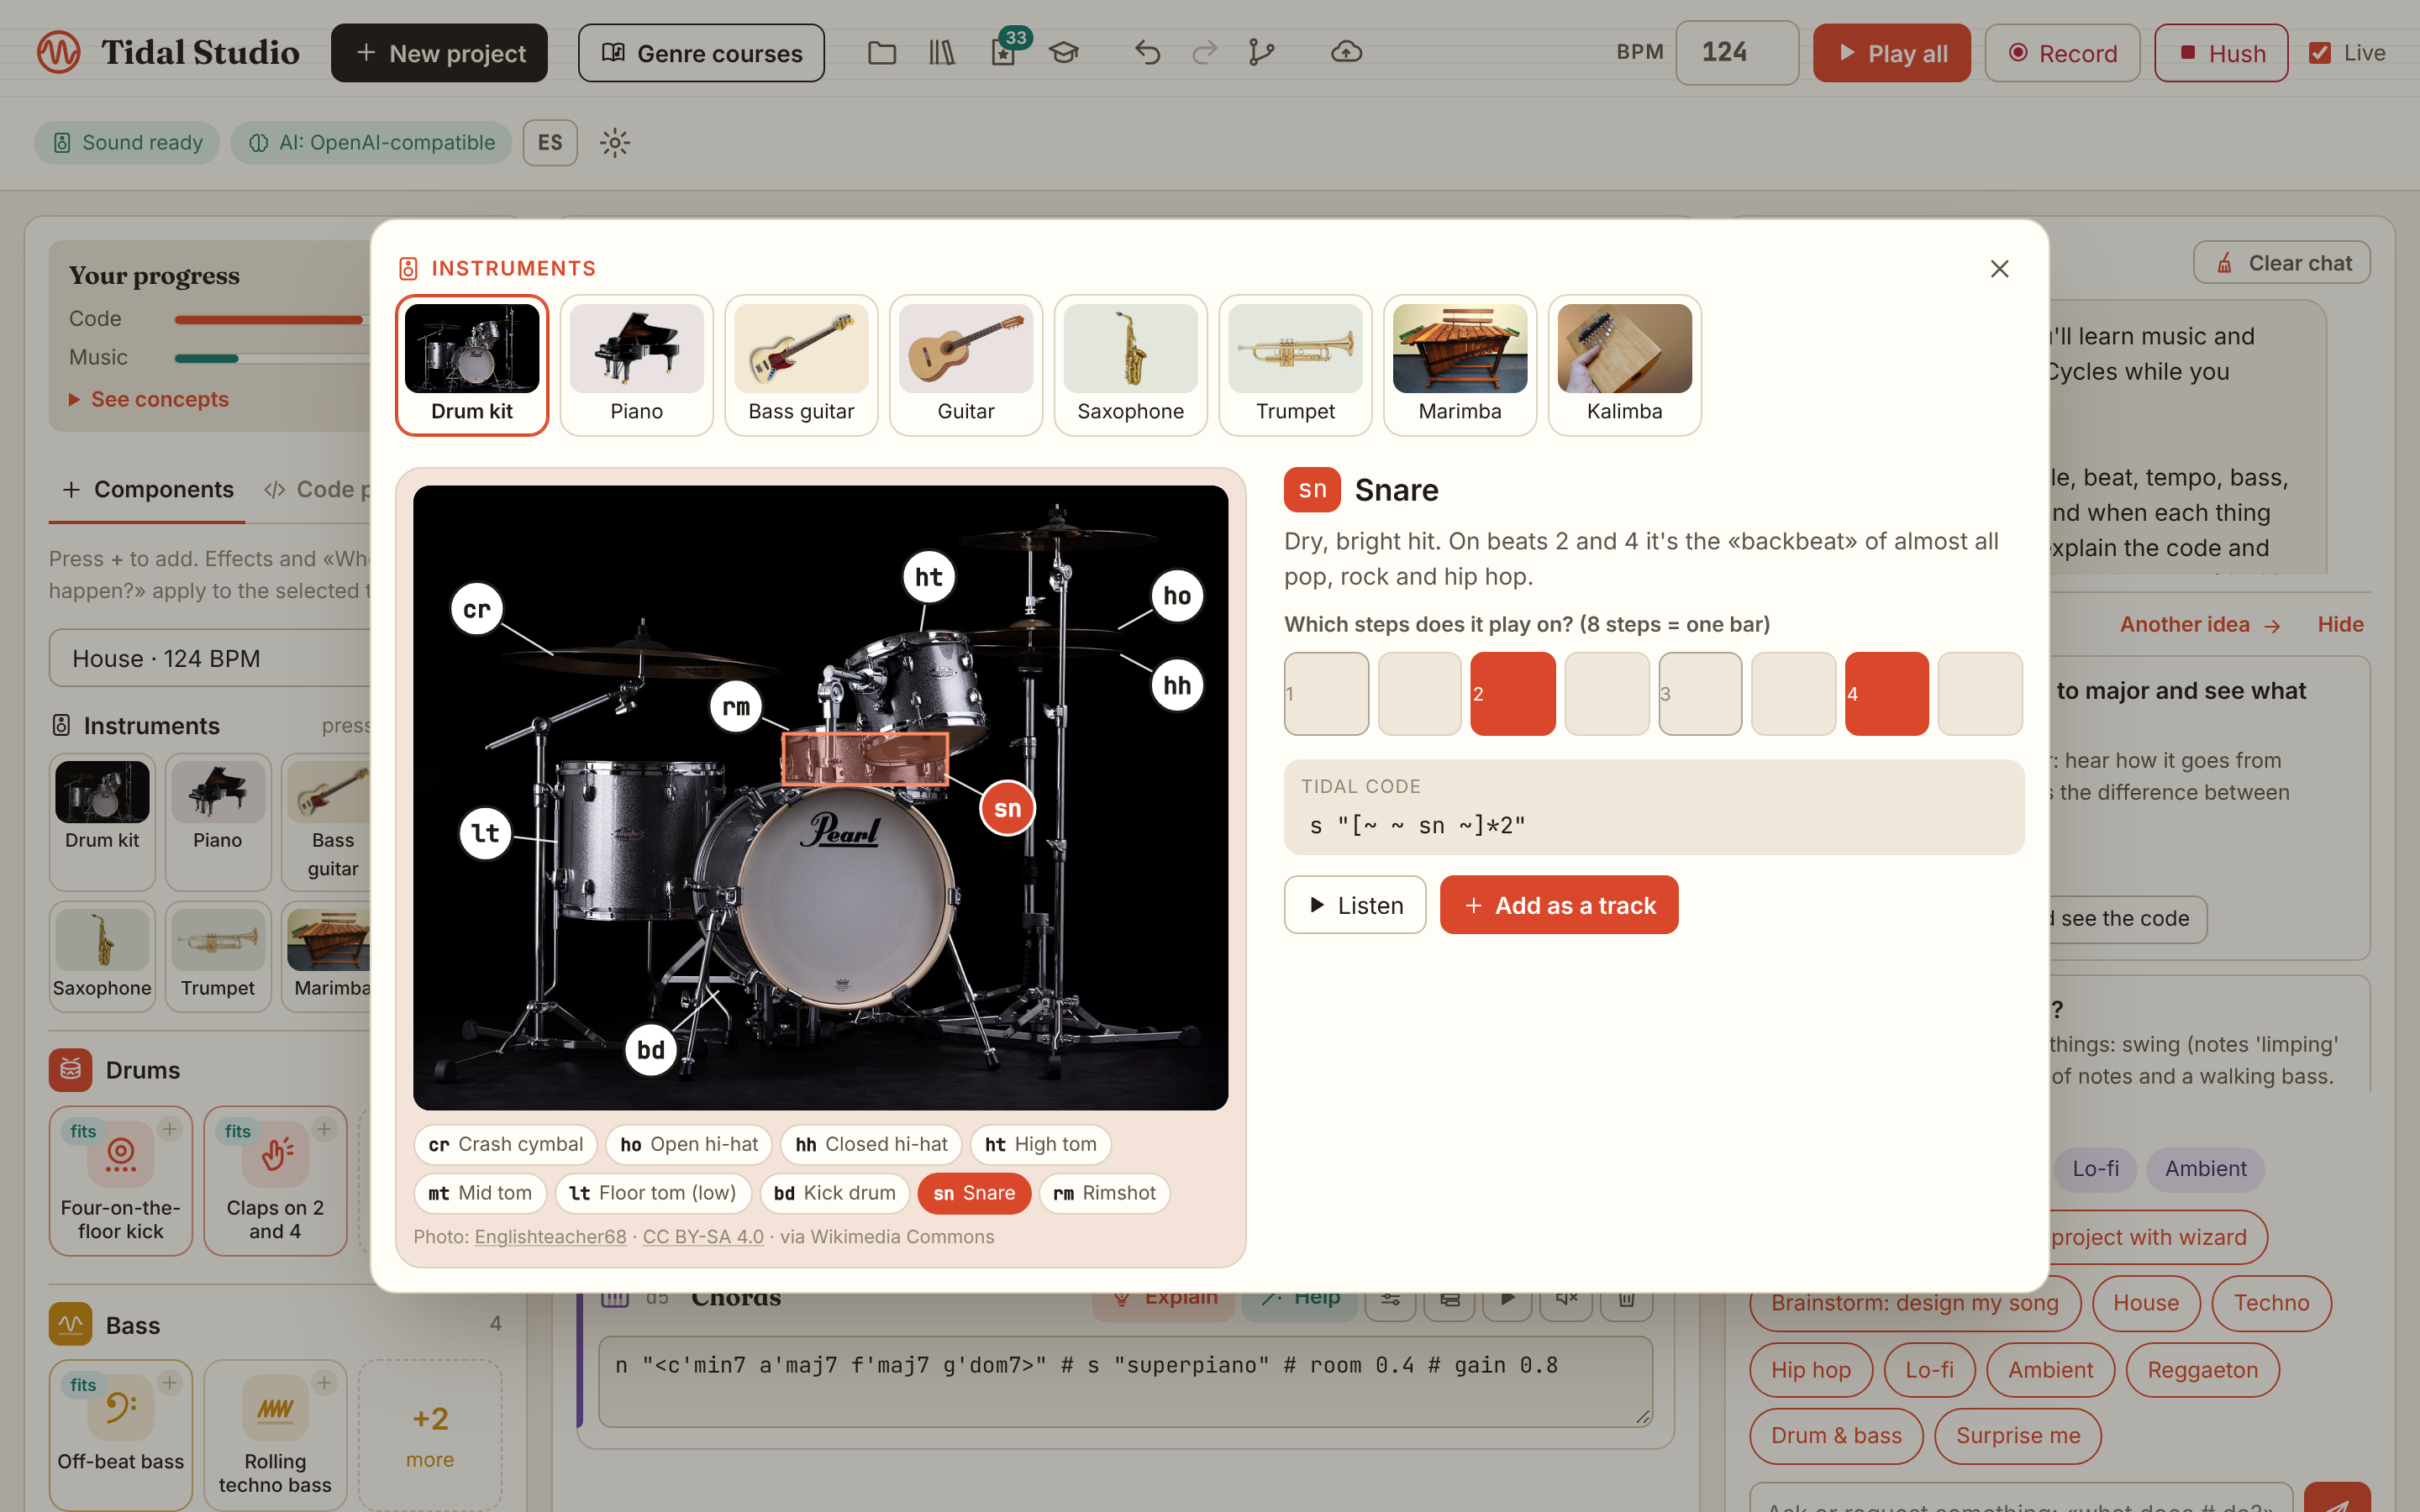 Tidal Studio
New project
Genre courses
33
BPM
124
Play all
Record
Hush
Live
Sound ready
AI: OpenAI-compatible
ES
Your progress
Code
Music
See concepts
Components
Code p
Press + to add. Effects and «Wh
happen?» apply to the selected t
House · 124 BPM
Instruments
press
Drum kit
Piano
Bass
guitar
Saxophone
Trumpet
Marimba
Drums
fits
Four-on-the-
floor kick
fits
Claps on 2
and 4
Bass
4
fits
Off-beat bass
Rolling
techno bass
+2
more
INSTRUMENTS
Drum kit
Piano
Bass guitar
Guitar
Saxophone
Trumpet
Marimba
Kalimba
cr
ht
ho
hh
rm
sn
lt
bd
Pearl
cr Crash cymbal
ho Open hi-hat
hh Closed hi-hat
ht High tom
mt Mid tom
lt Floor tom (low)
bd Kick drum
sn Snare
rm Rimshot
Photo: Englishteacher68 · CC BY-SA 4.0 · via Wikimedia Commons
sn Snare
Dry, bright hit. On beats 2 and 4 it's the «backbeat» of almost all
pop, rock and hip hop.
Which steps does it play on? (8 steps = one bar)
1
2
3
4
TIDAL CODE
s "[~ ~ sn ~]*2"
Listen
Add as a track
d5
Chords
Explain
Help
n "<c'min7 a'maj7 f'maj7 g'dom7>" # s "superpiano" # room 0.4 # gain 0.8
Clear chat
u'll learn music and
Cycles while you
le, beat, tempo, bass,
nd when each thing
explain the code and
Another idea →
Hide
to major and see what
r: hear how it goes from
s the difference between
d see the code
?
things: swing (notes 'limping'
of notes and a walking bass.
Lo-fi
Ambient
project with wizard
Brainstorm: design my song
House
Techno
Hip hop
Lo-fi
Ambient
Reggaeton
Drum & bass
Surprise me
Ask or request something: «what does # do?»